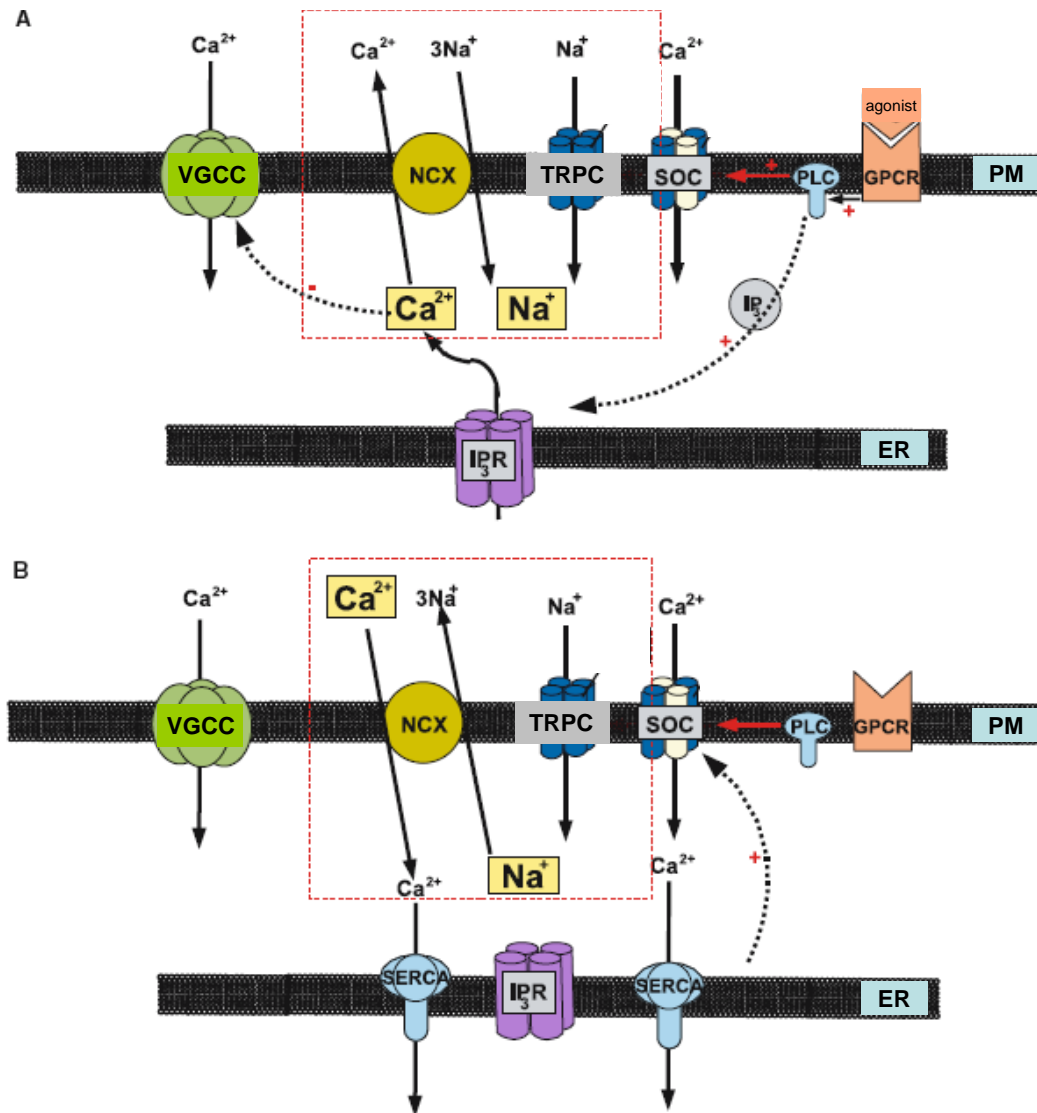 A
Ca²⁺
Ca²⁺
3Na⁺
Na⁺
Ca²⁺
agonist
VGCC
NCX
TRPC
SOC
+
PLC
+
GPCR
PM
-
Ca²⁺
Na⁺
IP₃
+
IP₃R
ER
B
Ca²⁺
Ca²⁺
3Na⁺
Na⁺
Ca²⁺
VGCC
NCX
TRPC
SOC
PLC
GPCR
PM
Na⁺
Ca²⁺
Ca²⁺
+
SERCA
IP₃R
SERCA
ER